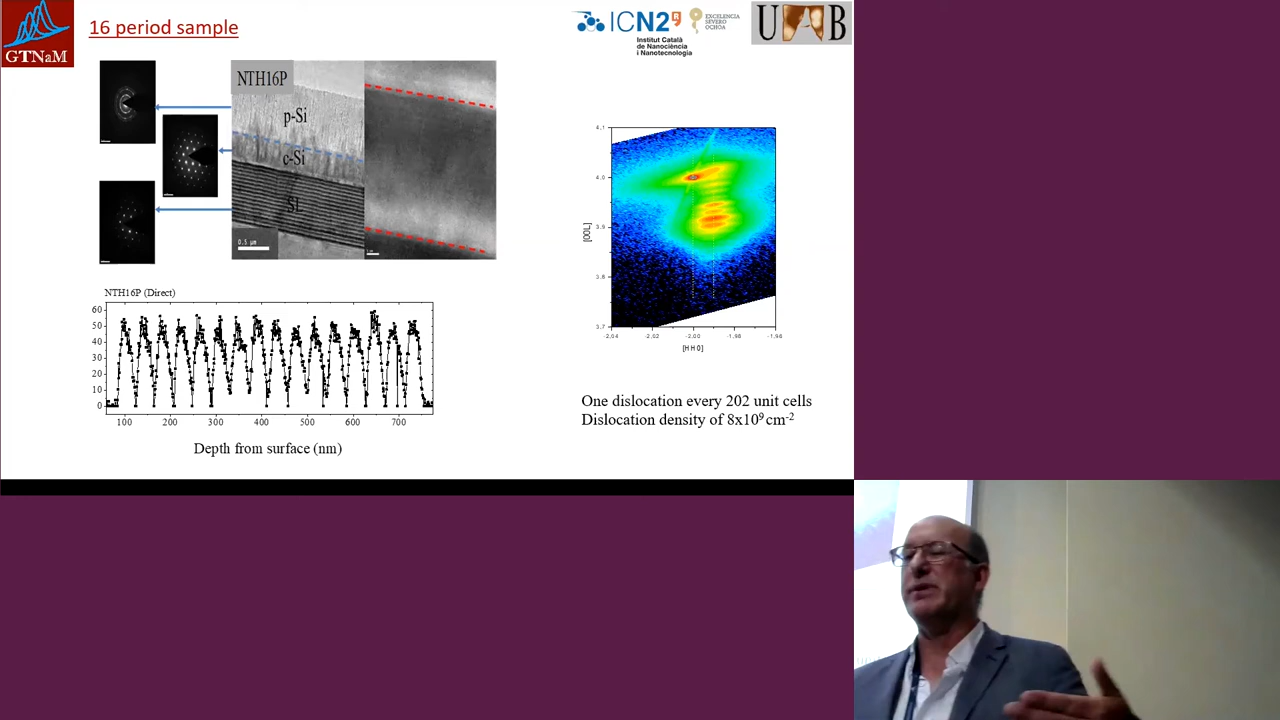 GTNaM
16 period sample
ICN2
EXCELENCIA
SEVERO
OCHOA
Institut Català
de Nanociència
i Nanotecnologia
UAB
NTH16P
p-Si
c-Si
SL
0.5 μm
4,1
4,0
3,9
3,8
3,7
[00L]
-2,04
-2,02
-2,00
-1,98
-1,96
[H H 0]
NTH16P (Direct)
60
50
40
30
20
10
0
100
200
300
400
500
600
700
Depth from surface (nm)
One dislocation every 202 unit cells
Dislocation density of 8x10⁹ cm⁻²